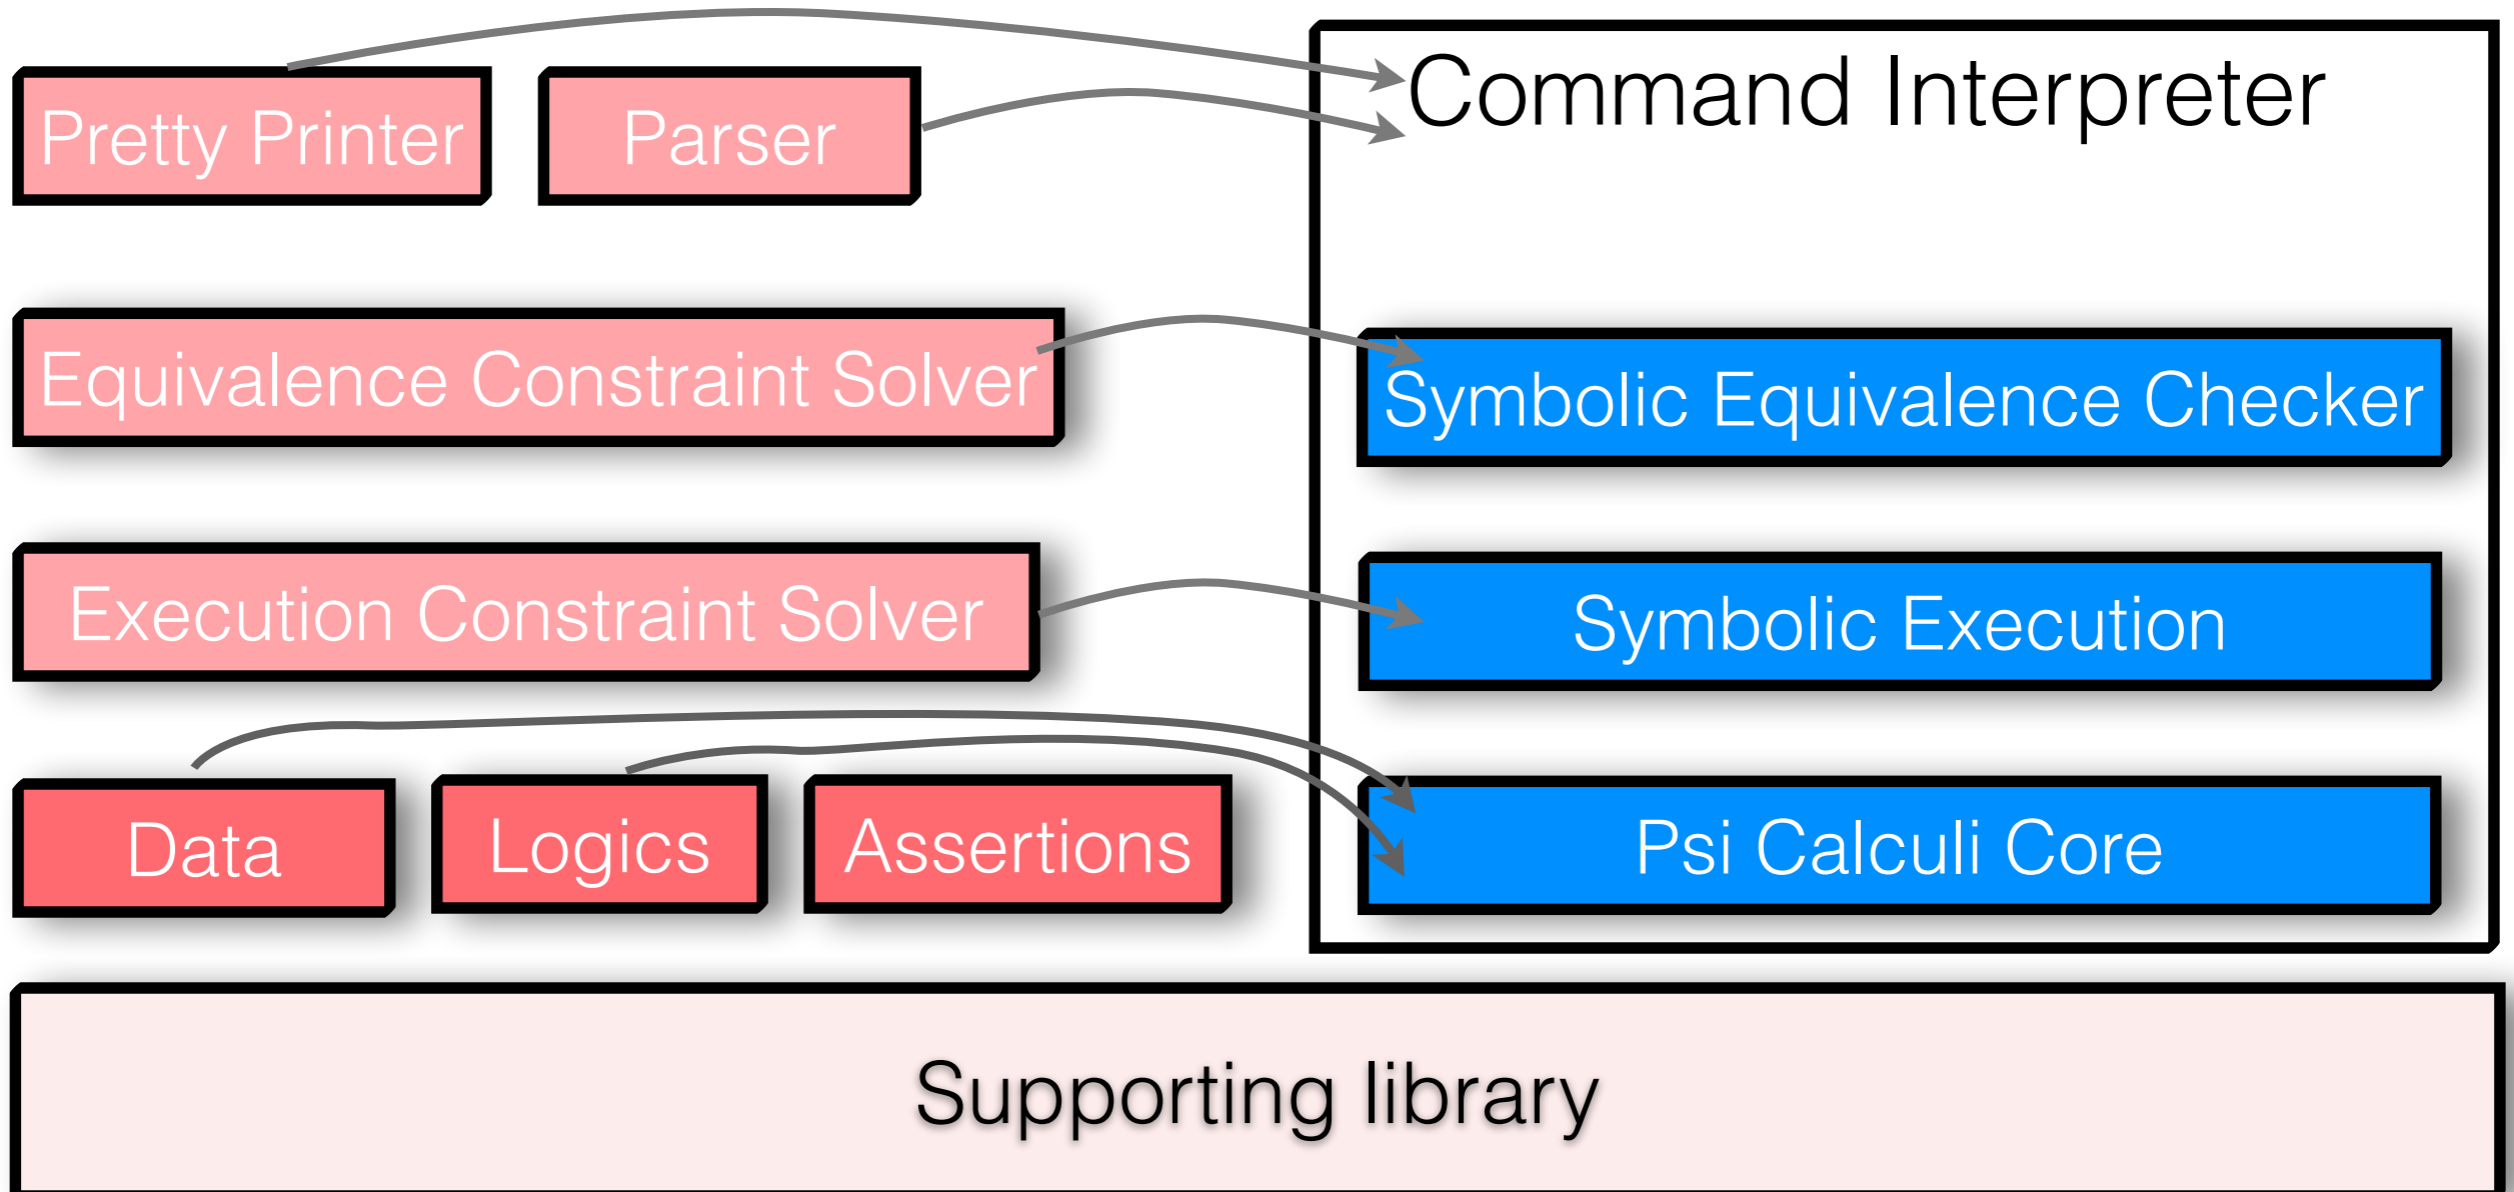 Command Interpreter
Pretty Printer
Parser
Equivalence Constraint Solver
Symbolic Equivalence Checker
Execution Constraint Solver
Symbolic Execution
Data
Logics
Assertions
Psi Calculi Core
Supporting library